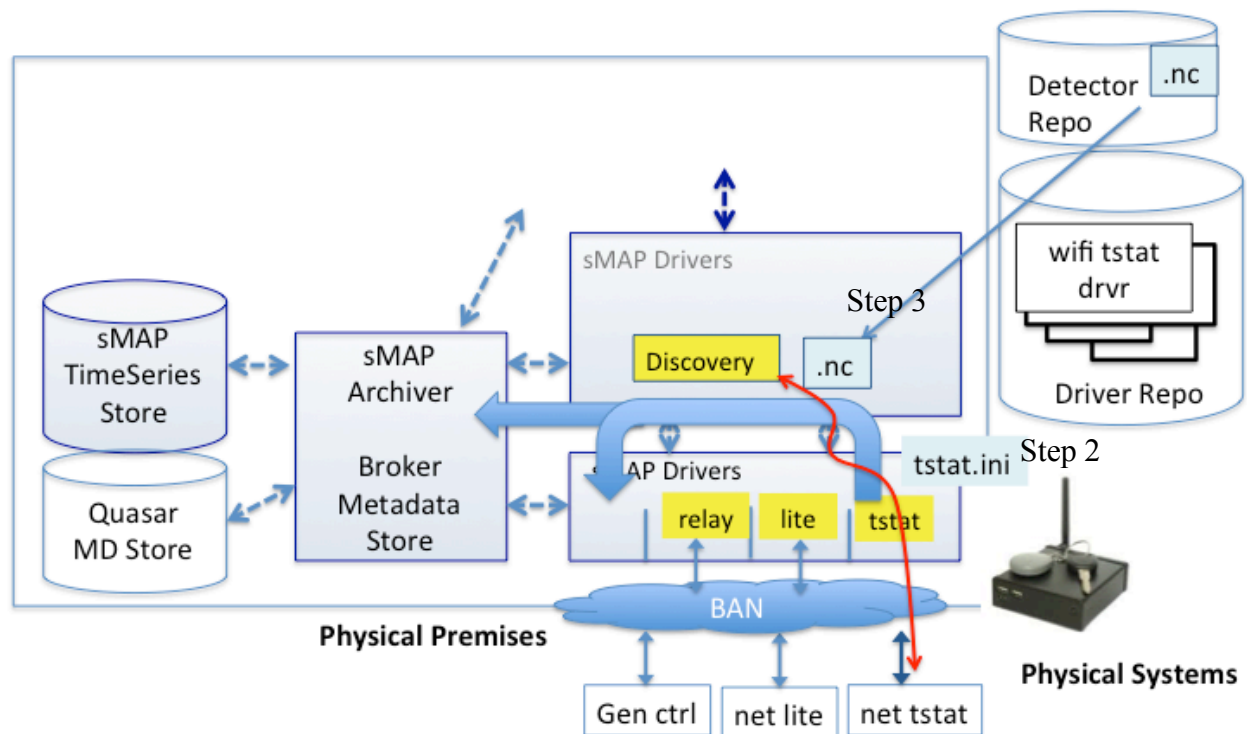 .nc
Detector
Repo
sMAP Drivers
wifi tstat
drvr
Step 3
sMAP
TimeSeries
Store
sMAP
Archiver
Discovery
.nc
Driver Repo
Broker
Metadata
Store
AP Drivers
tstat.ini
Step 2
Quasar
MD Store
relay
lite
tstat
BAN
Physical Premises
Physical Systems
Gen ctrl
net lite
net tstat